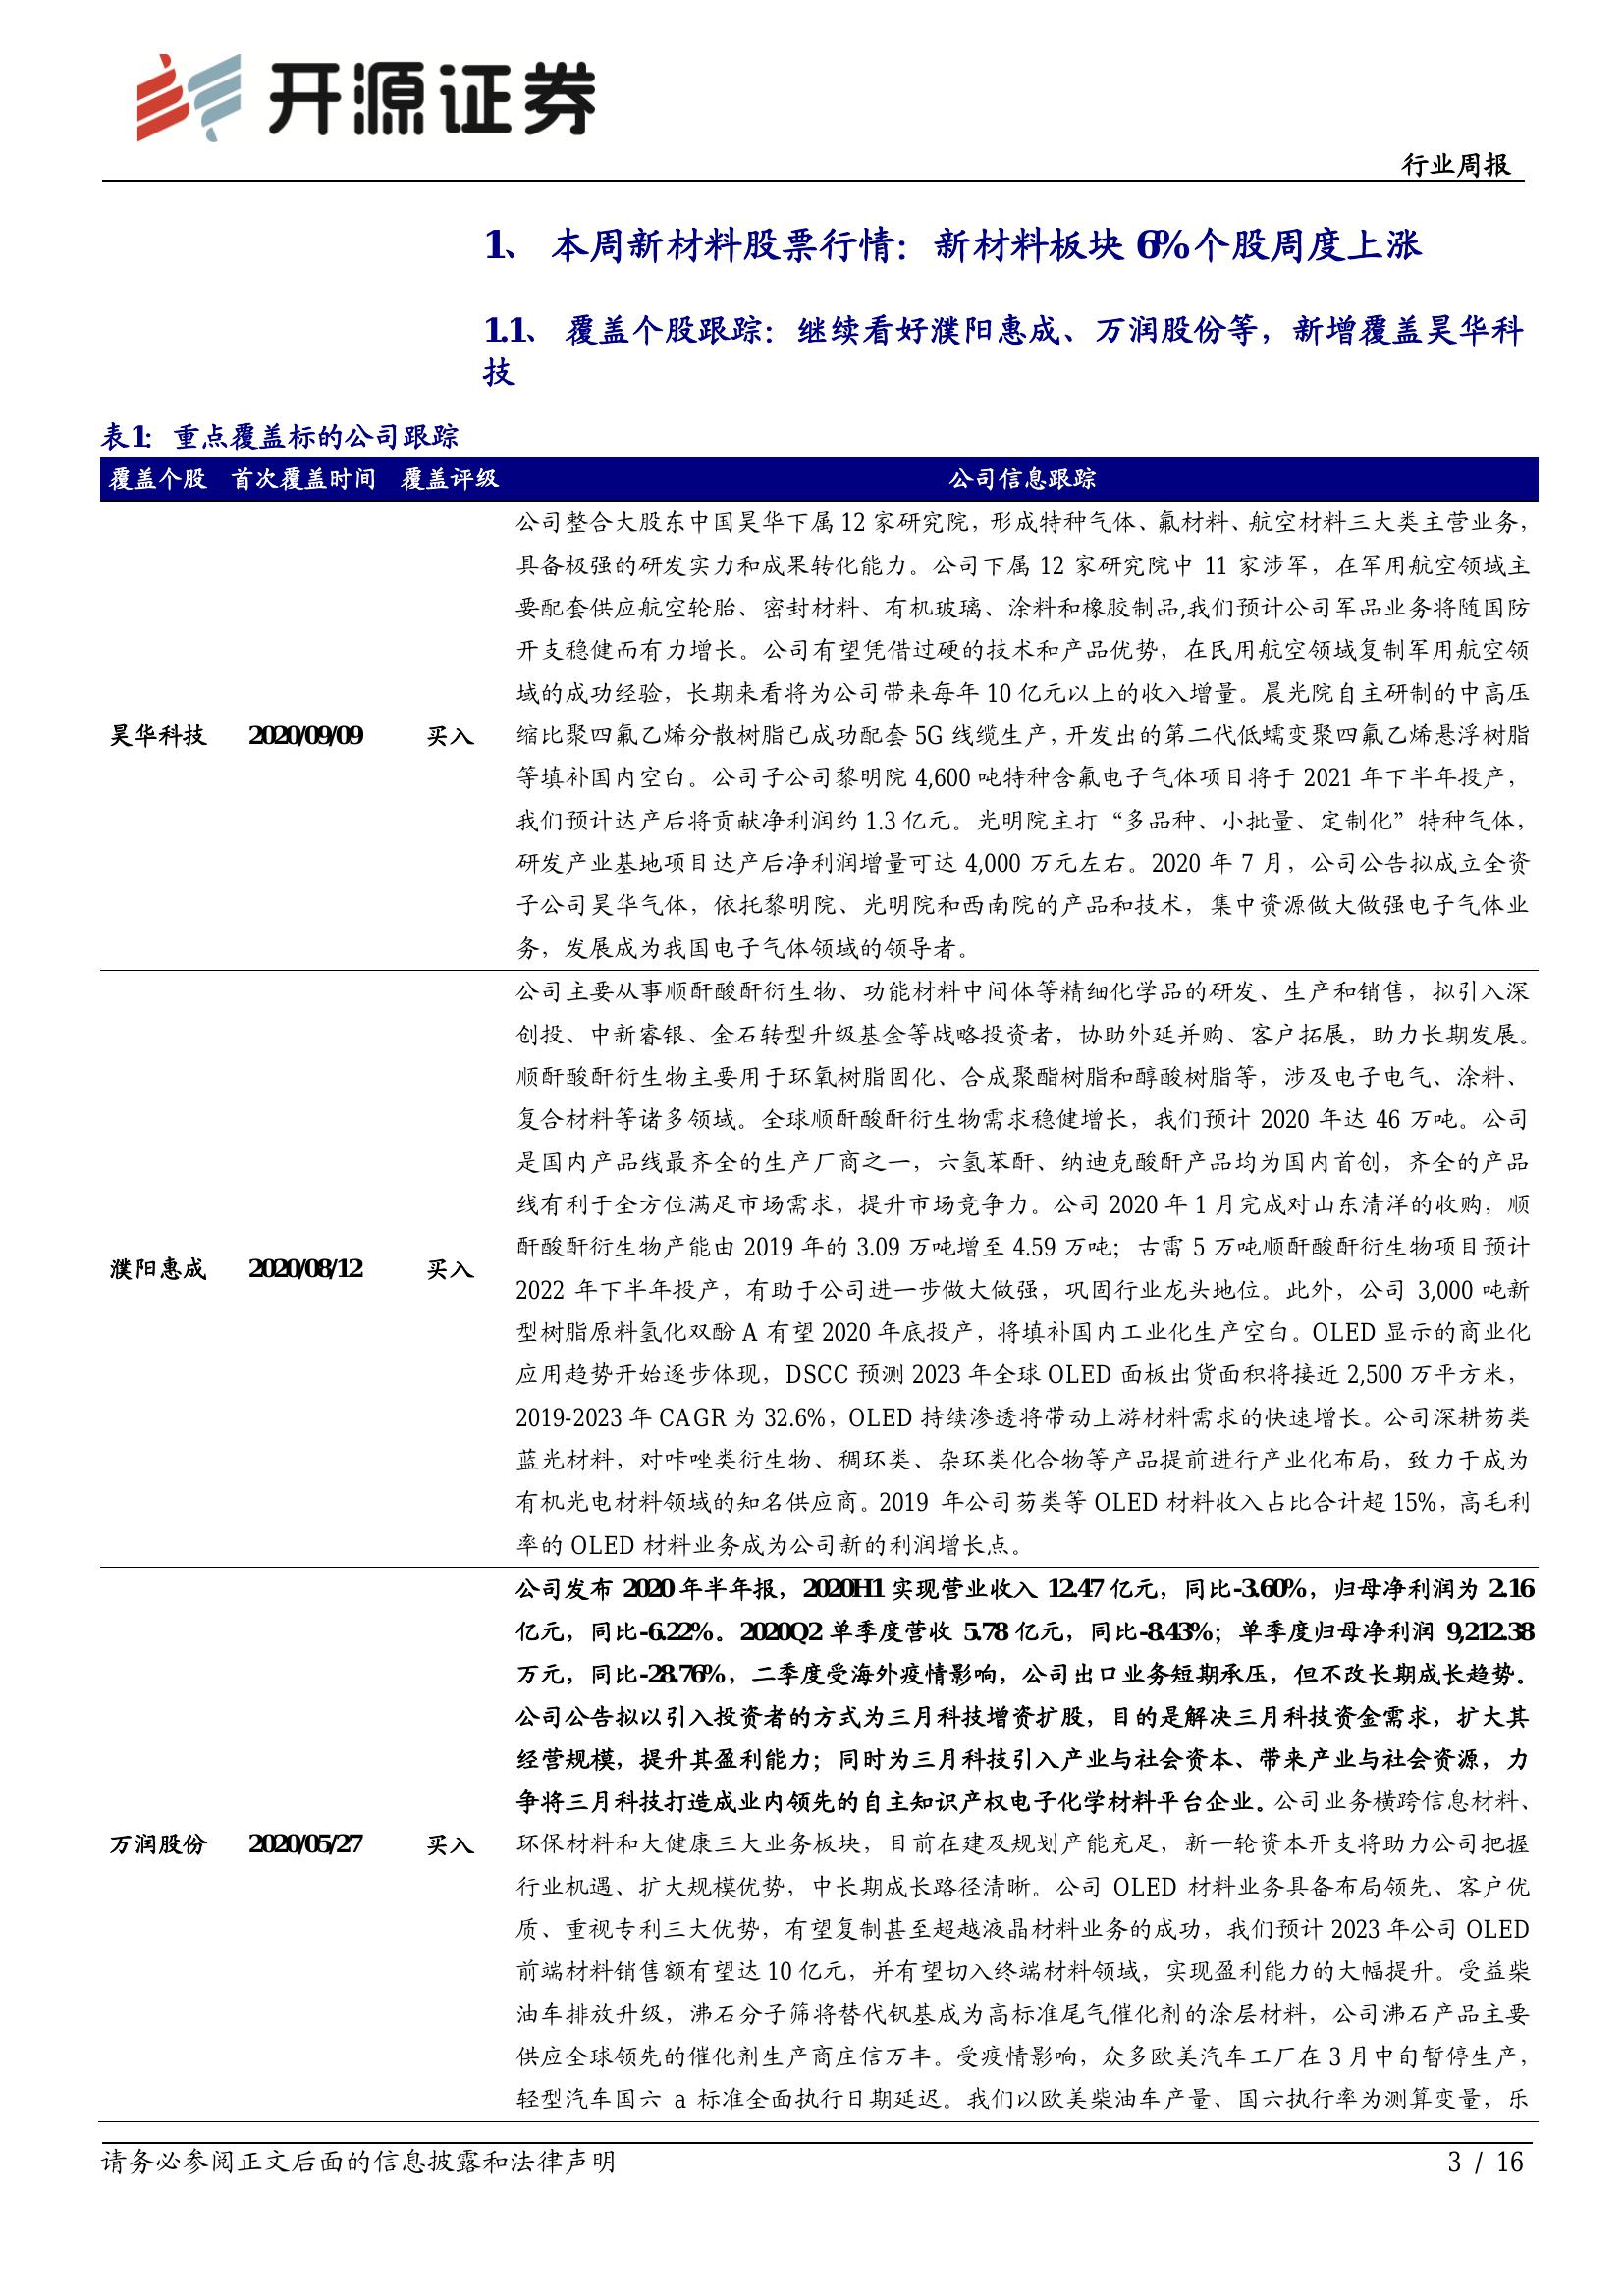 开源证券
行业周报
1、 本周新材料股票行情：新材料板块 6%个股周度上涨
1.1、 覆盖个股跟踪：继续看好濮阳惠成、万润股份等，新增覆盖昊华科
技
表1：重点覆盖标的公司跟踪
覆盖个股 首次覆盖时间 覆盖评级 公司信息跟踪
公司整合大股东中国昊华下属 12 家研究院，形成特种气体、氟材料、航空材料三大类主营业务，
具备极强的研发实力和成果转化能力。公司下属 12 家研究院中 11 家涉军，在军用航空领域主
要配套供应航空轮胎、密封材料、有机玻璃、涂料和橡胶制品,我们预计公司军品业务将随国防
开支稳健而有力增长。公司有望凭借过硬的技术和产品优势，在民用航空领域复制军用航空领
域的成功经验，长期来看将为公司带来每年 10 亿元以上的收入增量。晨光院自主研制的中高压
昊华科技 2020/09/09 买入 缩比聚四氟乙烯分散树脂已成功配套 5G 线缆生产，开发出的第二代低蠕变聚四氟乙烯悬浮树脂
等填补国内空白。公司子公司黎明院 4,600 吨特种含氟电子气体项目将于 2021 年下半年投产，
我们预计达产后将贡献净利润约 1.3 亿元。光明院主打“多品种、小批量、定制化”特种气体，
研发产业基地项目达产后净利润增量可达 4,000 万元左右。2020 年 7 月，公司公告拟成立全资
子公司昊华气体，依托黎明院、光明院和西南院的产品和技术，集中资源做大做强电子气体业
务，发展成为我国电子气体领域的领导者。
公司主要从事顺酐酸酐衍生物、功能材料中间体等精细化学品的研发、生产和销售，拟引入深
创投、中新睿银、金石转型升级基金等战略投资者，协助外延并购、客户拓展，助力长期发展。
顺酐酸酐衍生物主要用于环氧树脂固化、合成聚酯树脂和醇酸树脂等，涉及电子电气、涂料、
复合材料等诸多领域。全球顺酐酸酐衍生物需求稳健增长，我们预计 2020 年达 46 万吨。公司
是国内产品线最齐全的生产厂商之一，六氢苯酐、纳迪克酸酐产品均为国内首创，齐全的产品
线有利于全方位满足市场需求，提升市场竞争力。公司 2020 年 1 月完成对山东清洋的收购，顺
濮阳惠成 2020/08/12 买入 酐酸酐衍生物产能由 2019 年的 3.09 万吨增至 4.59 万吨；古雷 5 万吨顺酐酸酐衍生物项目预计
2022 年下半年投产，有助于公司进一步做大做强，巩固行业龙头地位。此外，公司 3,000 吨新
型树脂原料氢化双酚 A 有望 2020 年底投产，将填补国内工业化生产空白。OLED 显示的商业化
应用趋势开始逐步体现，DSCC 预测 2023 年全球 OLED 面板出货面积将接近 2,500 万平方米，
2019-2023 年 CAGR 为 32.6%，OLED 持续渗透将带动上游材料需求的快速增长。公司深耕芴类
蓝光材料，对咔唑类衍生物、稠环类、杂环类化合物等产品提前进行产业化布局，致力于成为
有机光电材料领域的知名供应商。2019 年公司芴类等 OLED 材料收入占比合计超 15%，高毛利
率的 OLED 材料业务成为公司新的利润增长点。
公司发布 2020 年半年报，2020H1 实现营业收入 12.47 亿元，同比-3.60%，归母净利润为 2.16
亿元，同比-6.22%。2020Q2 单季度营收 5.78 亿元，同比-8.43%；单季度归母净利润 9,212.38
万元，同比-28.76%，二季度受海外疫情影响，公司出口业务短期承压，但不改长期成长趋势。
公司公告拟以引入投资者的方式为三月科技增资扩股，目的是解决三月科技资金需求，扩大其
经营规模，提升其盈利能力；同时为三月科技引入产业与社会资本、带来产业与社会资源，力
争将三月科技打造成业内领先的自主知识产权电子化学材料平台企业。公司业务横跨信息材料、
万润股份 2020/05/27 买入 环保材料和大健康三大业务板块，目前在建及规划产能充足，新一轮资本开支将助力公司把握
行业机遇、扩大规模优势，中长期成长路径清晰。公司 OLED 材料业务具备布局领先、客户优
质、重视专利三大优势，有望复制甚至超越液晶材料业务的成功，我们预计 2023 年公司 OLED
前端材料销售额有望达 10 亿元，并有望切入终端材料领域，实现盈利能力的大幅提升。受益柴
油车排放升级，沸石分子筛将替代钒基成为高标准尾气催化剂的涂层材料，公司沸石产品主要
供应全球领先的催化剂生产商庄信万丰。受疫情影响，众多欧美汽车工厂在 3 月中旬暂停生产，
轻型汽车国六 a 标准全面执行日期延迟。我们以欧美柴油车产量、国六执行率为测算变量，乐
请务必参阅正文后面的信息披露和法律声明 3 / 16